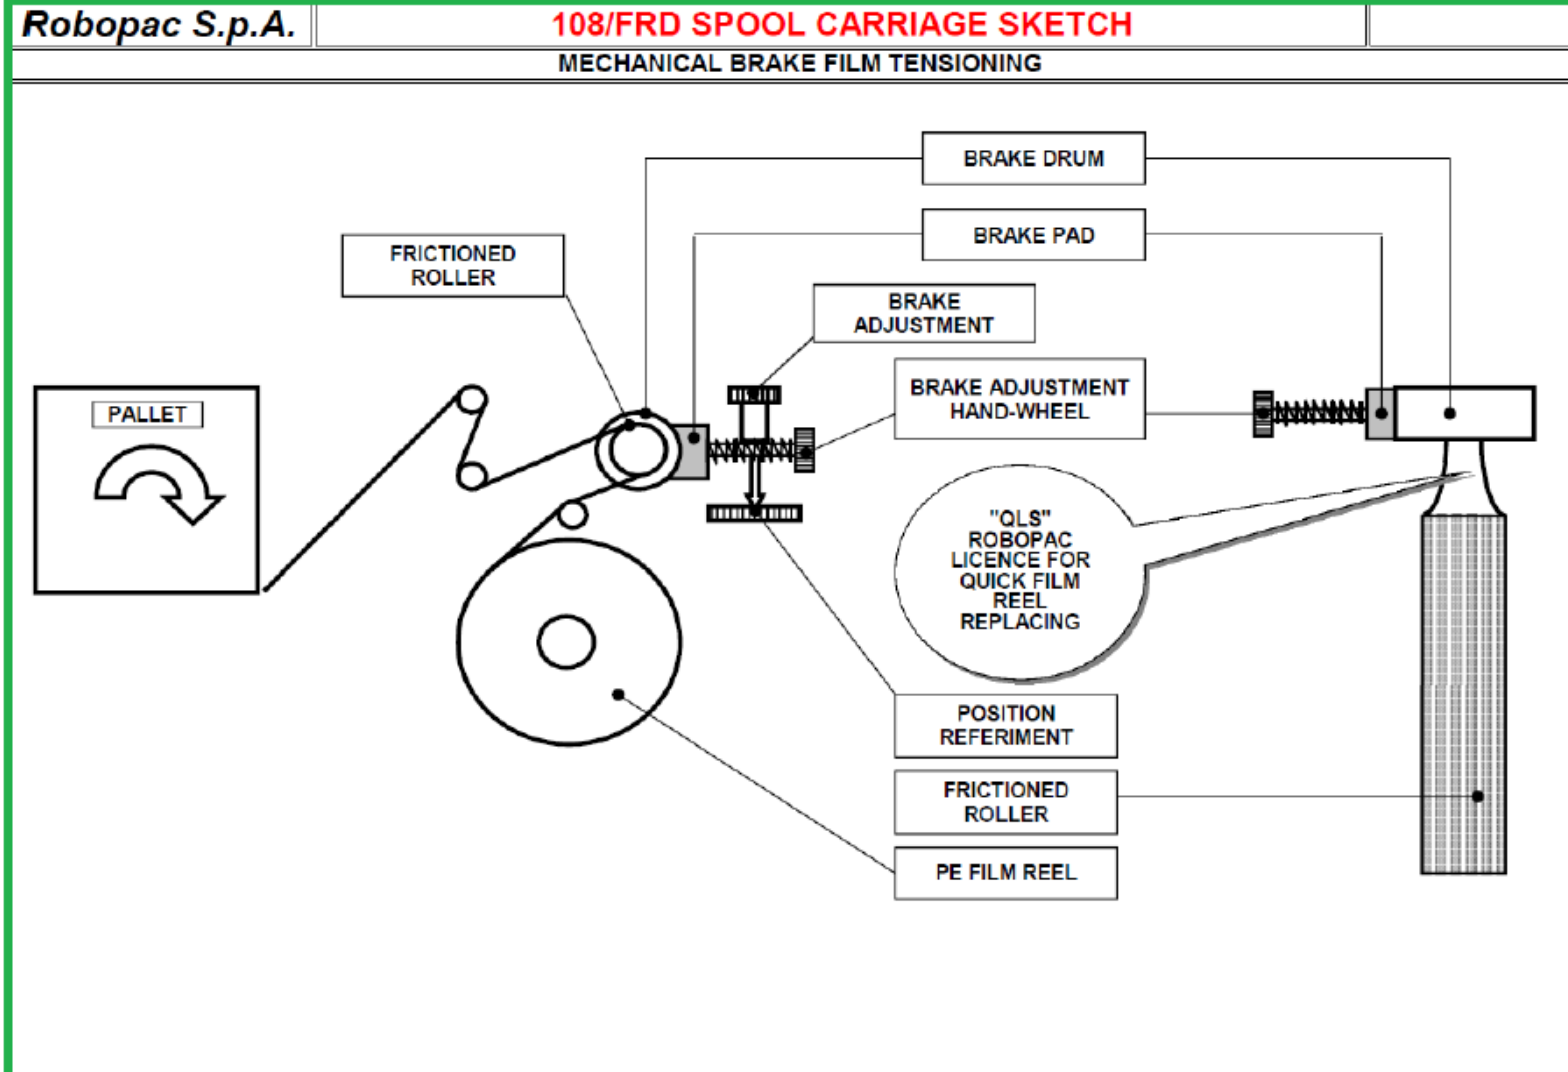 Robopac S.p.A.
108/FRD SPOOL CARRIAGE SKETCH
MECHANICAL BRAKE FILM TENSIONING
BRAKE DRUM
BRAKE PAD
FRICTIONED
ROLLER
BRAKE
ADJUSTMENT
BRAKE ADJUSTMENT
HAND-WHEEL
PALLET
"QLS"
ROBOPAC
LICENCE FOR
QUICK FILM
REEL
REPLACING
POSITION
REFERIMENT
FRICTIONED
ROLLER
PE FILM REEL